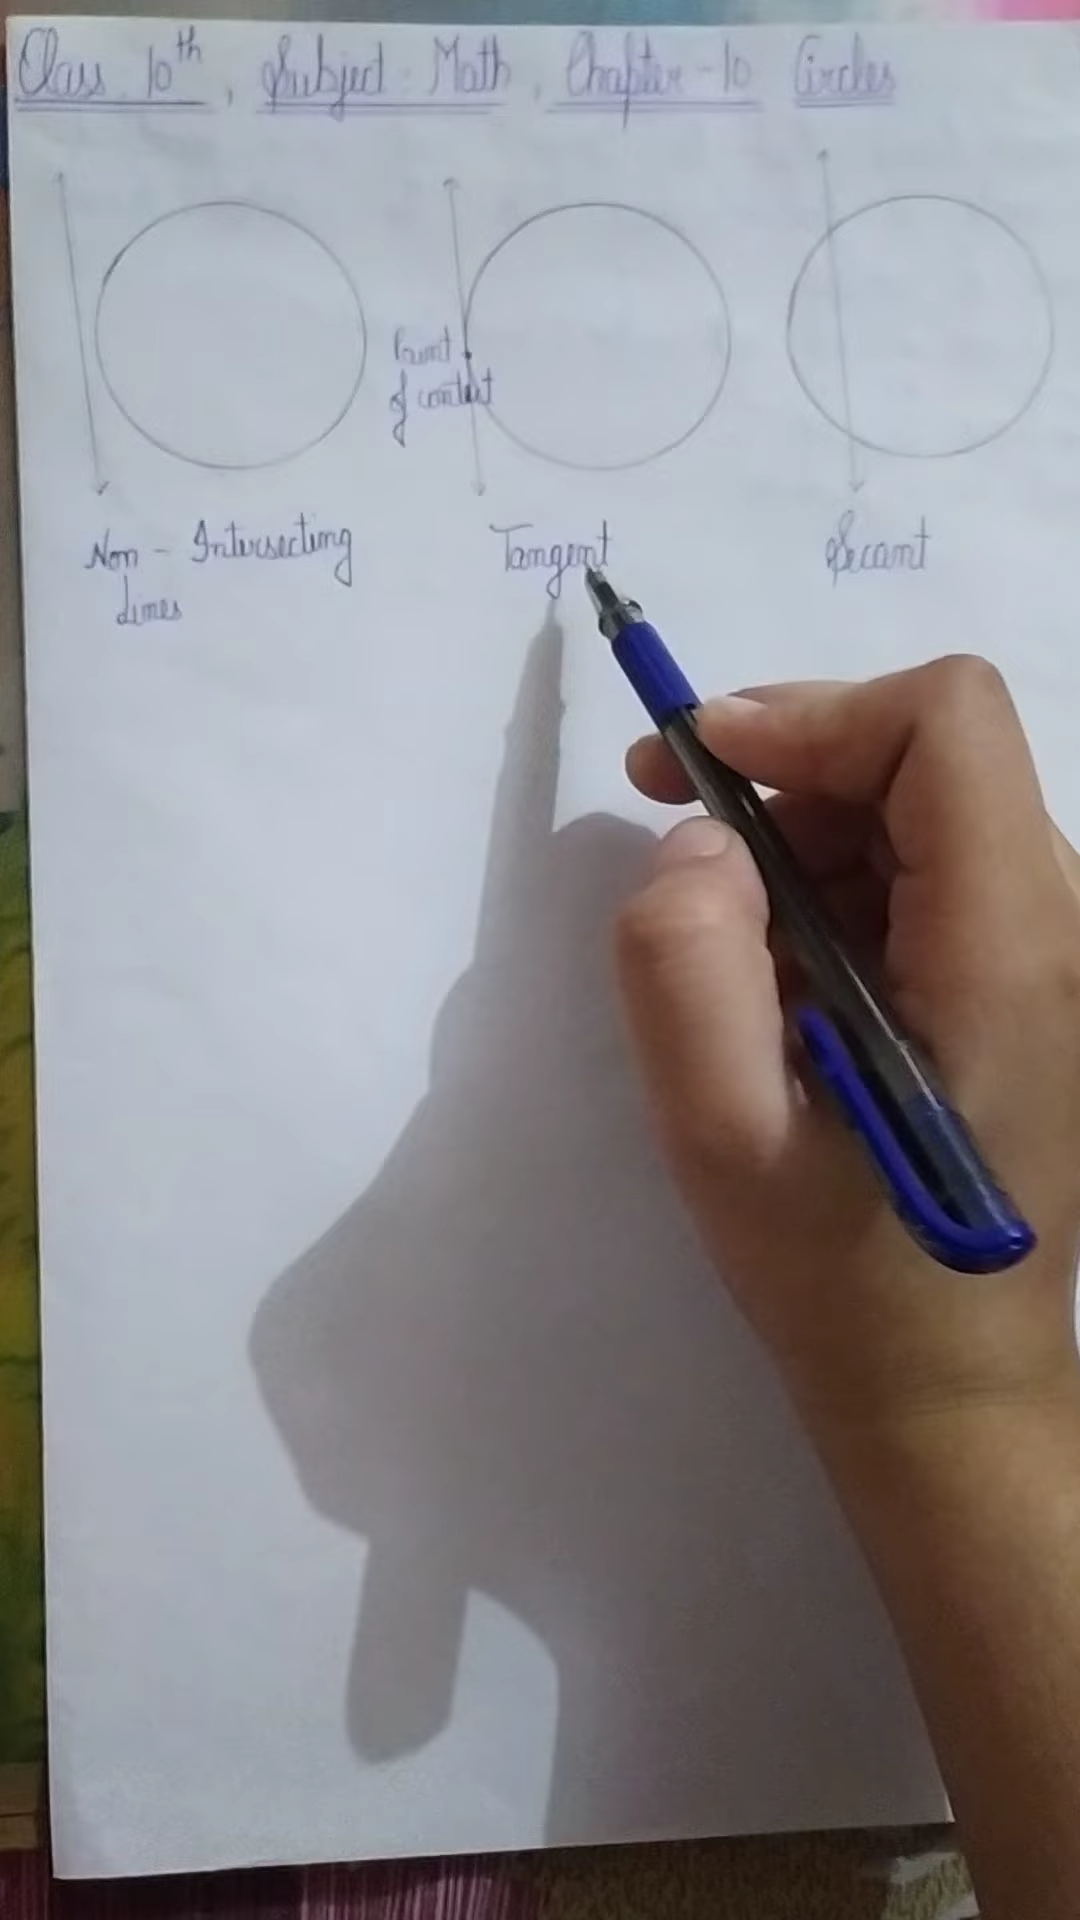 Class 10th, Subject: Math, Chapter-10 Circles
Point
of contact
Non-Intersecting
Lines
Tangent
Secant